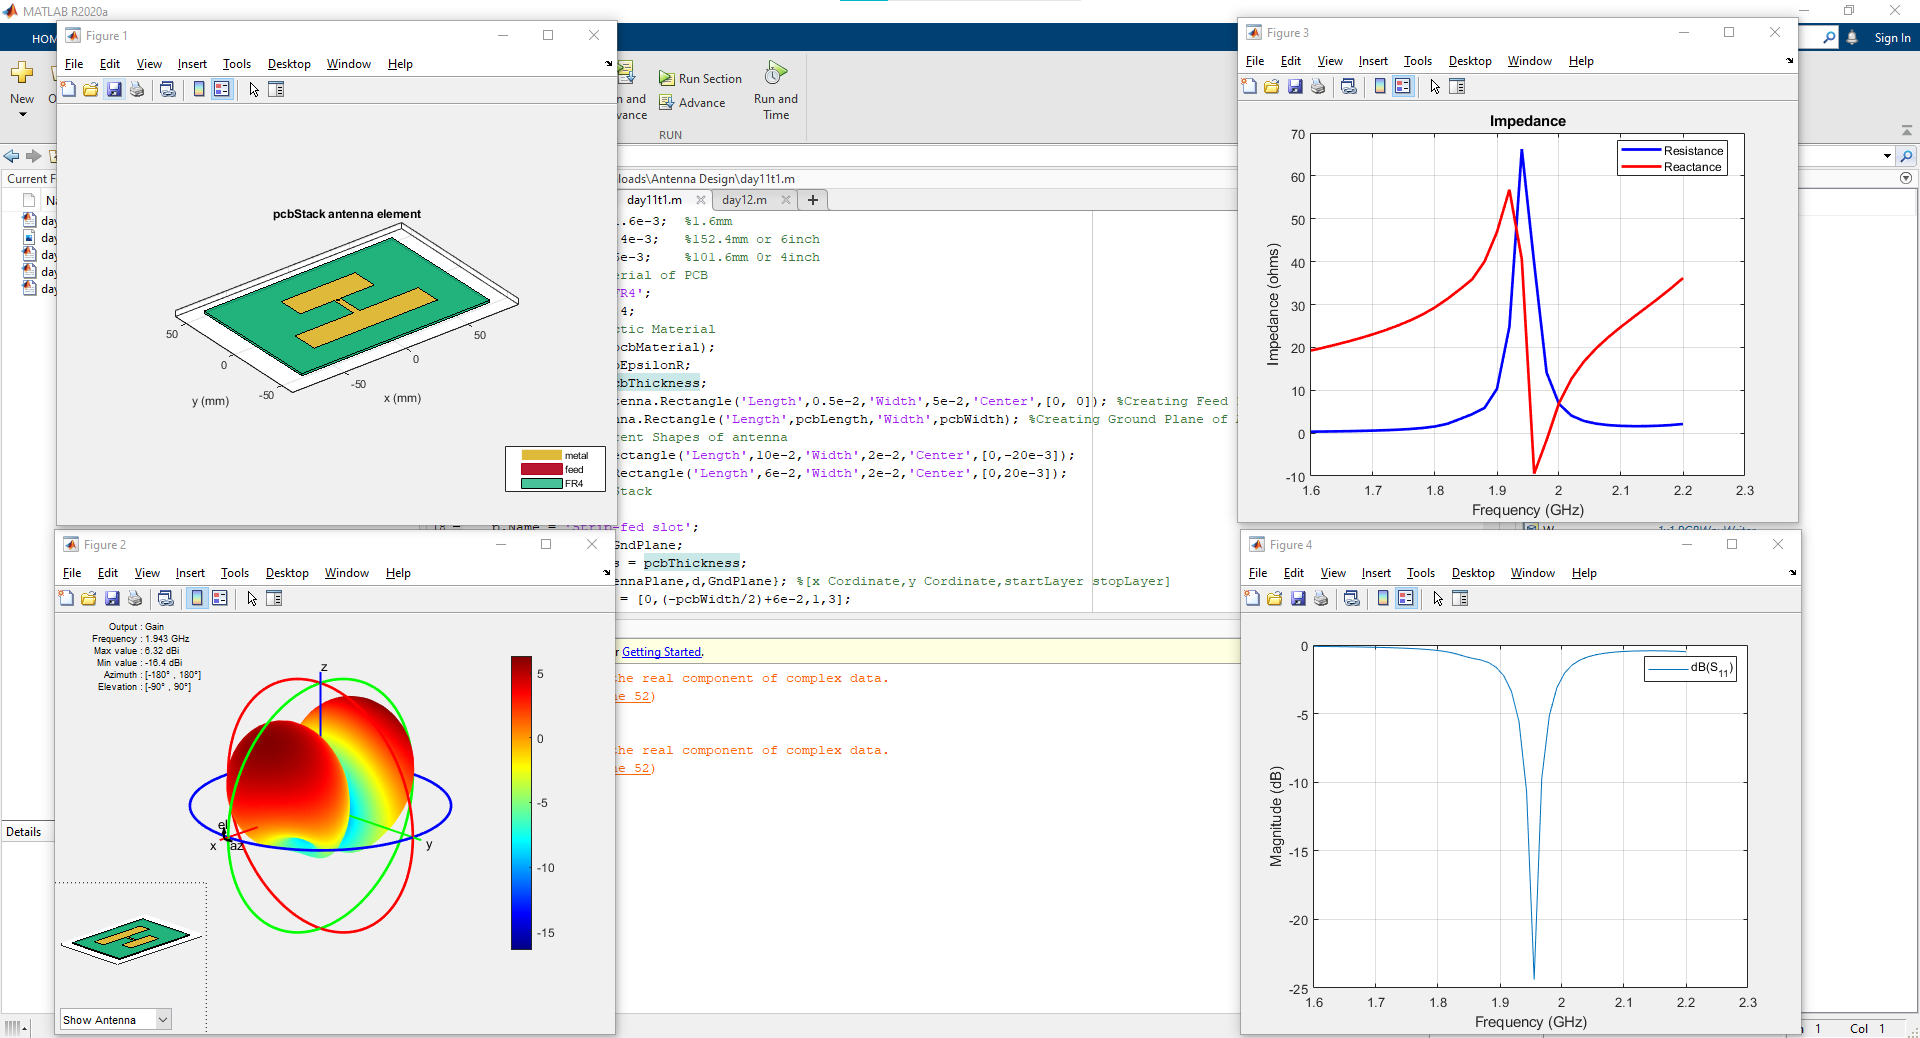 MATLAB R2020a
HOM
Sign In
New
Run Section
n and
Advance
vance
Run and
Time
RUN
Current F
loads\Antenna Design\day11t1.m
Na
day11t1.m
day12.m
day
day
day
day
day
Details
.6e-3; %1.6mm
4e-3; %152.4mm or 6inch
6e-3; %101.6mm 0r 4inch
erial of PCB
FR4';
4;
ctic Material
pcbMaterial);
pEpsilonR;
cbThickness;
tenna.Rectangle('Length',0.5e-2,'Width',5e-2,'Center',[0, 0]); %Creating Feed
nna.Rectangle('Length',pcbLength,'Width',pcbWidth); %Creating Ground Plane of
cent Shapes of antenna
ectangle('Length',10e-2,'Width',2e-2,'Center',[0,-20e-3]);
Rectangle('Length',6e-2,'Width',2e-2,'Center',[0,20e-3]);
Stack
p.Name = 'Strip-fed slot';
GndPlane;
s = pcbThickness;
ennaPlane,d,GndPlane}; %[x Cordinate,y Cordinate,startLayer stopLayer]
= [0,(-pcbWidth/2)+6e-2,1,3];
r Getting Started.
the real component of complex data.
ne 52)
the real component of complex data.
ne 52)
1
Col 1
Figure 1
File Edit View Insert Tools Desktop Window Help
pcbStack antenna element
50
0
-50
y (mm)
-50
0
50
x (mm)
metal
feed
FR4
Figure 2
File Edit View Insert Tools Desktop Window Help
Output : Gain
Frequency : 1.943 GHz
Max value : 6.32 dBi
Min value : -16.4 dBi
Azimuth : [-180° , 180°]
Elevation : [-90° , 90°]
z
el
x
az
y
5
0
-5
-10
-15
Show Antenna
Figure 3
File Edit View Insert Tools Desktop Window Help
Impedance
Resistance
Reactance
70
60
50
40
30
20
10
0
-10
Impedance (ohms)
1.6 1.7 1.8 1.9 2 2.1 2.2 2.3
Frequency (GHz)
Figure 4
File Edit View Insert Tools Desktop Window Help
dB(S11)
0
-5
-10
-15
-20
-25
Magnitude (dB)
1.6 1.7 1.8 1.9 2 2.1 2.2 2.3
Frequency (GHz)